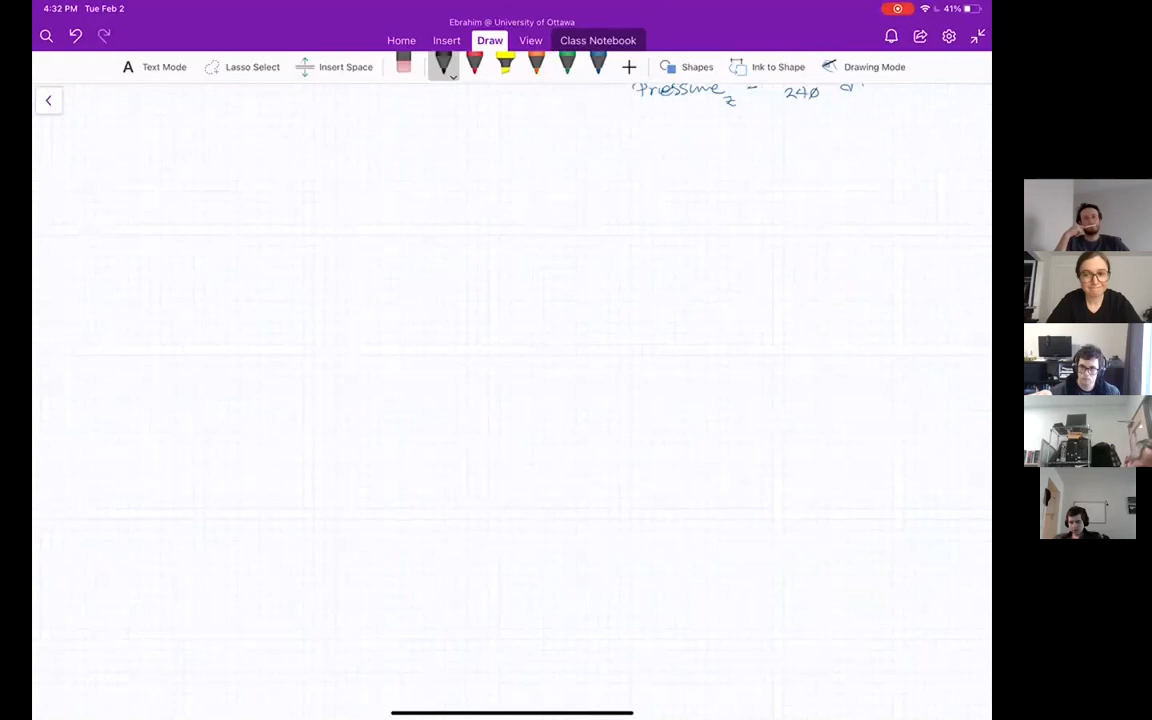 4:32 PM Tue Feb 2
41%
Ebrahim @ University of Ottawa
Home Insert Draw View Class Notebook
A Text Mode Lasso Select Insert Space Shapes Ink to Shape Drawing Mode
Pressure z = 240